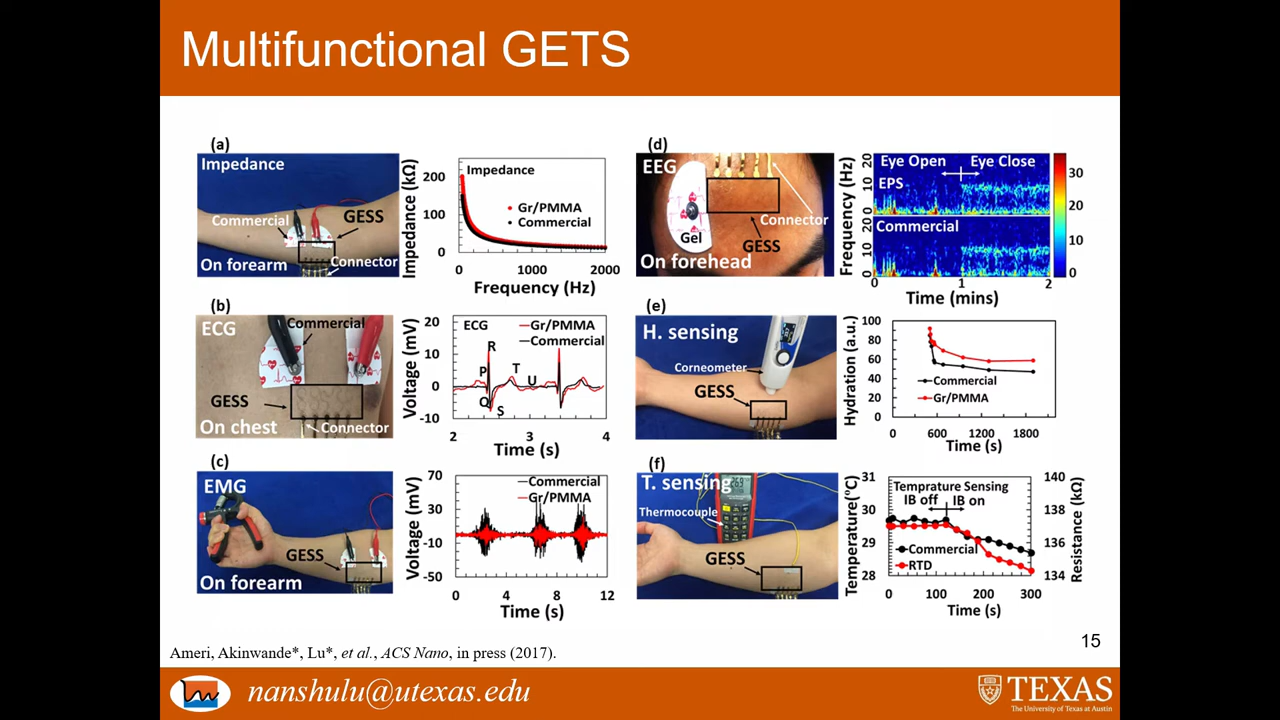 Multifunctional GETS
(a)
Impedance
Commercial
GESS
On forearm
Connector
Impedance (kΩ)
200
100
0
Impedance
Gr/PMMA
Commercial
0 1000 2000
Frequency (Hz)
(b)
ECG
Commercial
GESS
On chest
Connector
Voltage (mV)
20
10
0
-10
ECG
Gr/PMMA
Commercial
R
P
T
U
Q
S
2 3 4
Time (s)
(c)
EMG
GESS
On forearm
Voltage (mV)
70
30
-10
-50
Commercial
Gr/PMMA
0 4 8 12
Time (s)
(d)
EEG
Connector
Gel
GESS
On forehead
Frequency (Hz)
20
10
0
20
10
0
Eye Open
Eye Close
EPS
Commercial
30
20
10
0
0 1 2
Time (mins)
(e)
H. sensing
Corneometer
GESS
Hydration (a.u.)
100
80
60
40
20
0
Commercial
Gr/PMMA
0 600 1200 1800
Time (s)
(f)
T. sensing
Thermocouple
GESS
Temperature(°C)
31
30
29
28
Temprature Sensing
IB off
IB on
Commercial
RTD
140
138
136
134
Resistance (kΩ)
0 100 200 300
Time (s)
15
Ameri, Akinwande*, Lu*, et al., ACS Nano, in press (2017).
nanshulu@utexas.edu
TEXAS
The University of Texas at Austin